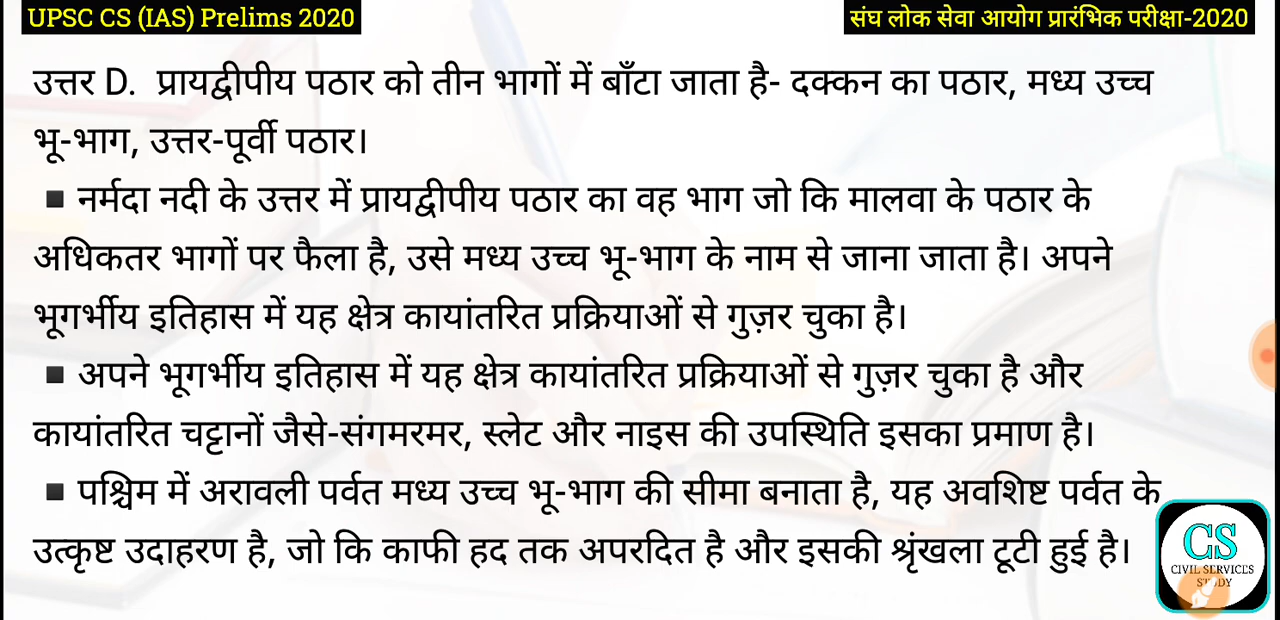 UPSC CS (IAS) Prelims 2020
संघ लोक सेवा आयोग प्रारंभिक परीक्षा-2020
उत्तर D. प्रायद्वीपीय पठार को तीन भागों में बाँटा जाता है- दक्कन का पठार, मध्य उच्च
भू-भाग, उत्तर-पूर्वी पठार।
▪ नर्मदा नदी के उत्तर में प्रायद्वीपीय पठार का वह भाग जो कि मालवा के पठार के
अधिकतर भागों पर फैला है, उसे मध्य उच्च भू-भाग के नाम से जाना जाता है। अपने
भूगर्भीय इतिहास में यह क्षेत्र कायांतरित प्रक्रियाओं से गुज़र चुका है।
▪ अपने भूगर्भीय इतिहास में यह क्षेत्र कायांतरित प्रक्रियाओं से गुज़र चुका है और
कायांतरित चट्टानों जैसे-संगमरमर, स्लेट और नाइस की उपस्थिति इसका प्रमाण है।
▪ पश्चिम में अरावली पर्वत मध्य उच्च भू-भाग की सीमा बनाता है, यह अवशिष्ट पर्वत के
उत्कृष्ट उदाहरण है, जो कि काफी हद तक अपरदित है और इसकी श्रृंखला टूटी हुई है।
CS
CIVIL SERVICES